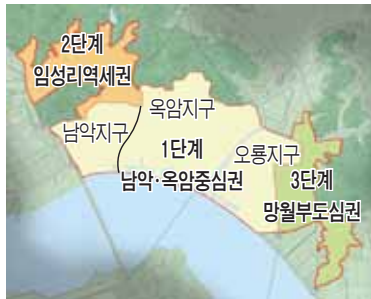 2단계
임성리역세권
옥암지구
남악지구
1단계
오룡지구
남악·옥암중심권
3단계
망월부도심권